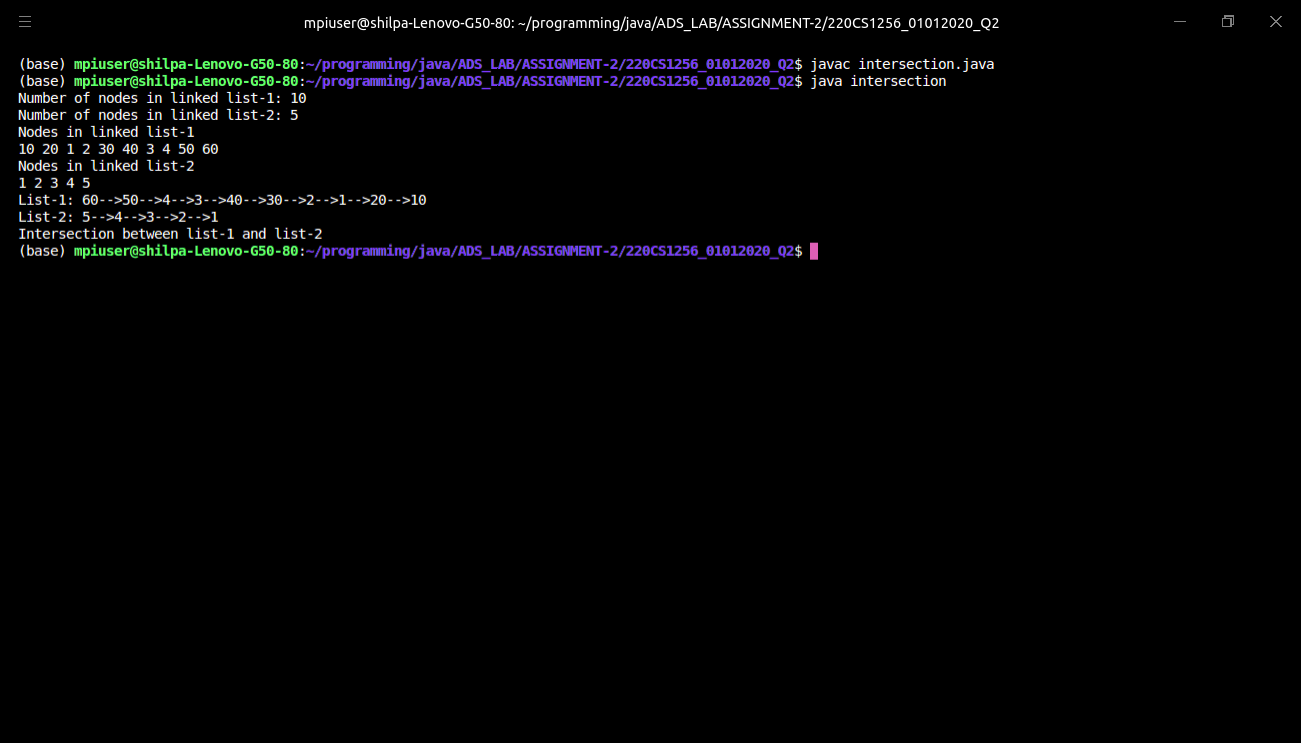 mpiuser@shilpa-Lenovo-G50-80: ~/programming/java/ADS_LAB/ASSIGNMENT-2/220CS1256_01012020_Q2
(base) mpiuser@shilpa-Lenovo-G50-80:~/programming/java/ADS_LAB/ASSIGNMENT-2/220CS1256_01012020_Q2$ javac intersection.java
(base) mpiuser@shilpa-Lenovo-G50-80:~/programming/java/ADS_LAB/ASSIGNMENT-2/220CS1256_01012020_Q2$ java intersection
Number of nodes in linked list-1: 10
Number of nodes in linked list-2: 5
Nodes in linked list-1
10 20 1 2 30 40 3 4 50 60
Nodes in linked list-2
1 2 3 4 5
List-1: 60-->50-->4-->3-->40-->30-->2-->1-->20-->10
List-2: 5-->4-->3-->2-->1
Intersection between list-1 and list-2
(base) mpiuser@shilpa-Lenovo-G50-80:~/programming/java/ADS_LAB/ASSIGNMENT-2/220CS1256_01012020_Q2$